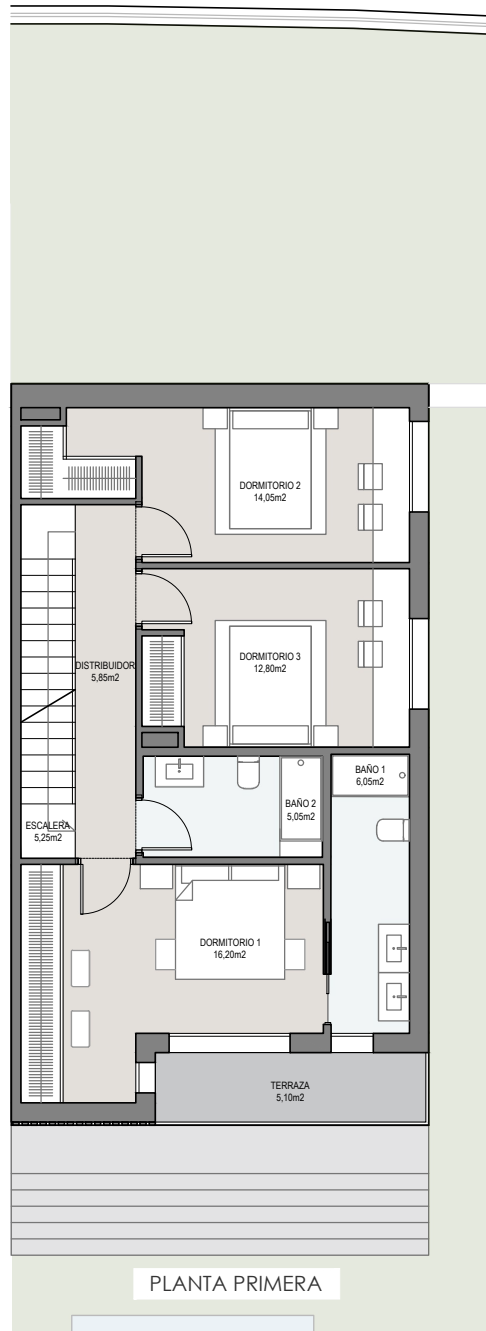 DORMITORIO 2
14,05m2
DISTRIBUIDOR
5,85m2
DORMITORIO 3
12,80m2
BAÑO 1
6,05m2
BAÑO 2
5,05m2
ESCALERA
5,25m2
DORMITORIO 1
16,20m2
TERRAZA
5,10m2
PLANTA PRIMERA